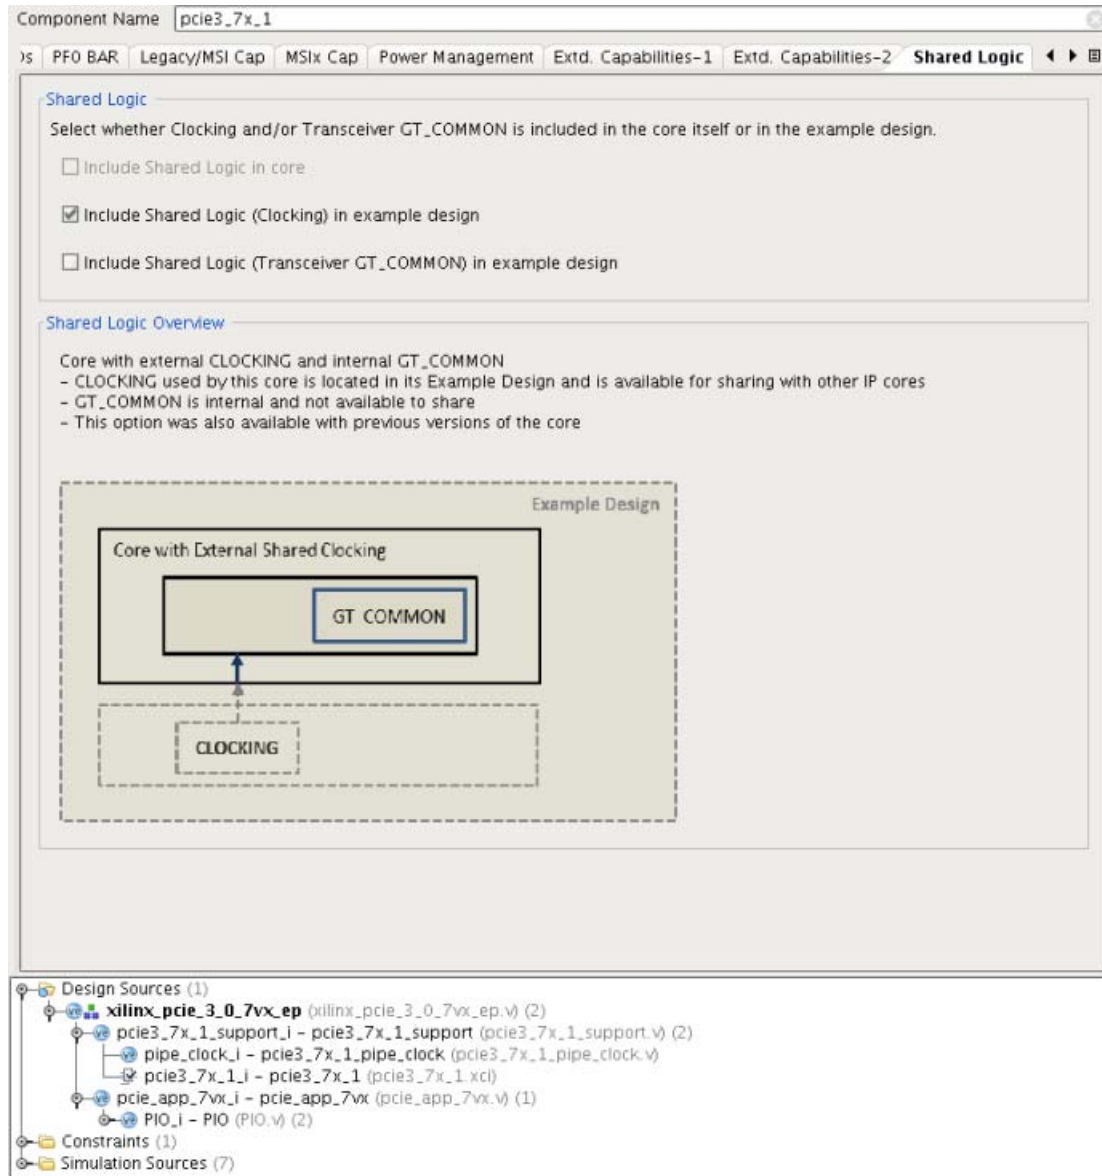 Component Name pcie3_7x_1
)s PF0 BAR Legacy/MSI Cap MSIx Cap Power Management Extd. Capabilities-1 Extd. Capabilities-2 Shared Logic
Shared Logic
Select whether Clocking and/or Transceiver GT_COMMON is included in the core itself or in the example design.
Include Shared Logic in core
Include Shared Logic (Clocking) in example design
Include Shared Logic (Transceiver GT_COMMON) in example design
Shared Logic Overview
Core with external CLOCKING and internal GT_COMMON
- CLOCKING used by this core is located in its Example Design and is available for sharing with other IP cores
- GT_COMMON is internal and not available to share
- This option was also available with previous versions of the core
Example Design
Core with External Shared Clocking
GT COMMON
CLOCKING
Design Sources (1)
xilinx_pcie_3_0_7vx_ep (xilinx_pcie_3_0_7vx_ep.v) (2)
pcie3_7x_1_support_i - pcie3_7x_1_support (pcie3_7x_1_support.v) (2)
pipe_clock_i - pcie3_7x_1_pipe_clock (pcie3_7x_1_pipe_clock.v)
pcie3_7x_1_i - pcie3_7x_1 (pcie3_7x_1.xci)
pcie_app_7vx_i - pcie_app_7vx (pcie_app_7vx.v) (1)
PIO_i - PIO (PIO.v) (2)
Constraints (1)
Simulation Sources (7)